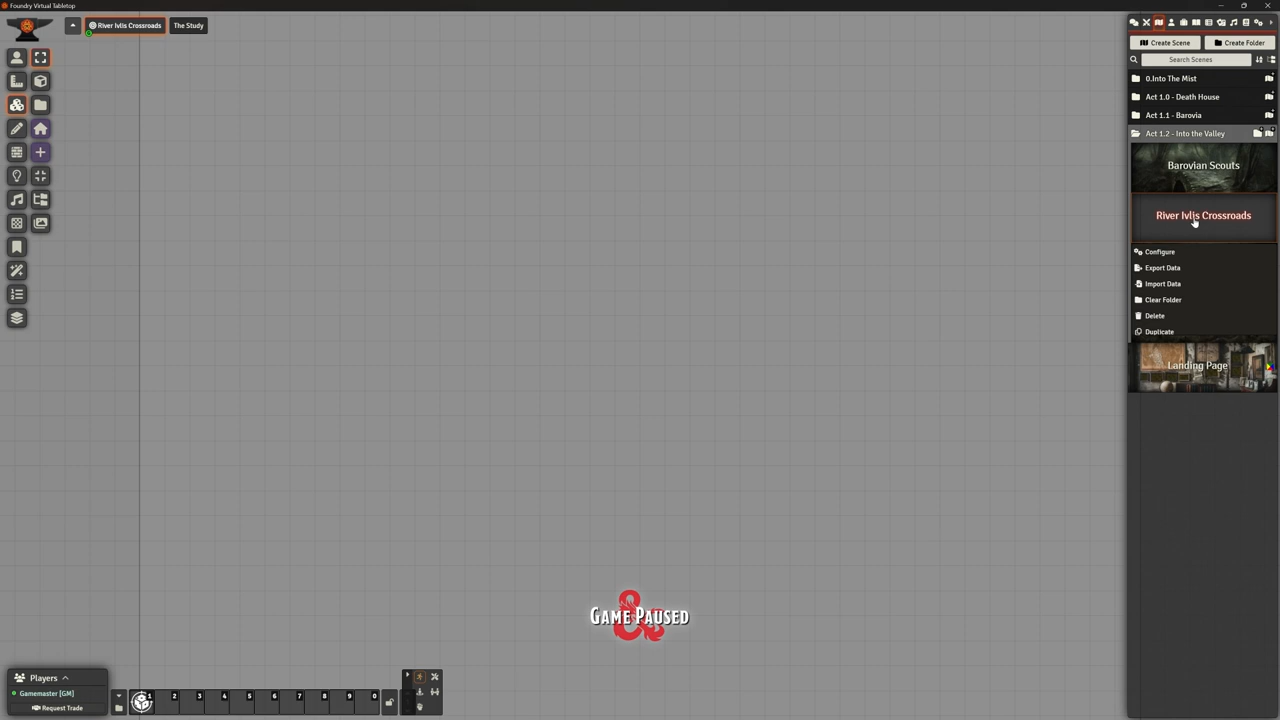 Foundry Virtual Tabletop
River Ivlis Crossroads
The Study
Create Scene
Create Folder
Search Scenes
0.Into The Mist
Act 1.0 - Death House
Act 1.1 - Barovia
Act 1.2 - Into the Valley
Barovian Scouts
River Ivlis Crossroads
Configure
Export Data
Import Data
Clear Folder
Delete
Duplicate
Landing Page
GAME PAUSED
Players
Gamemaster [GM]
Request Trade
1 2 3 4 5 6 7 8 9 0